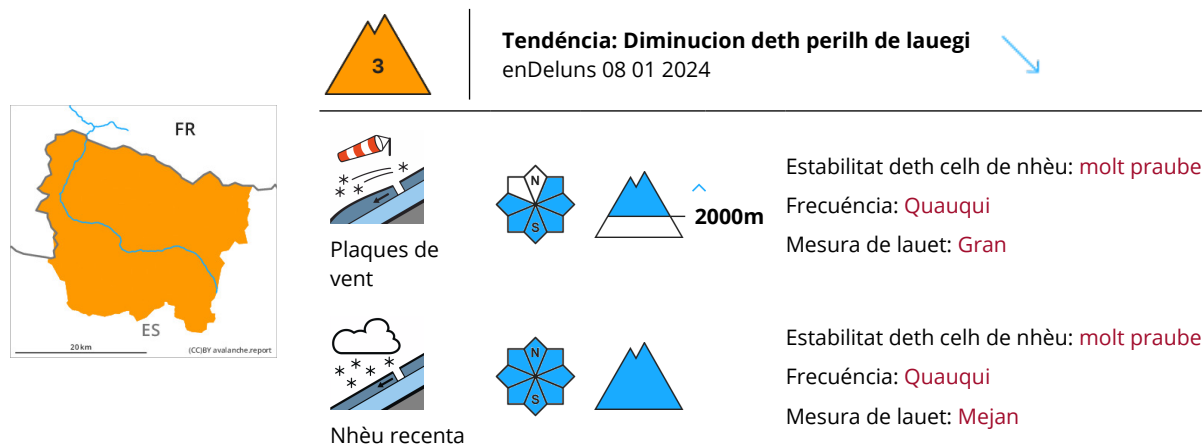 3
Tendéncia: Diminucion deth perilh de lauegi
enDeluns 08 01 2024
FR
ES
20 km
(CC)BY avalanche.report
Plaques de
vent
N
S
2000m
Estabilitat deth celh de nhèu: molt praube
Frecuéncia: Quauqui
Mesura de lauet: Gran
Nhèu recenta
N
S
Estabilitat deth celh de nhèu: molt praube
Frecuéncia: Quauqui
Mesura de lauet: Mejan